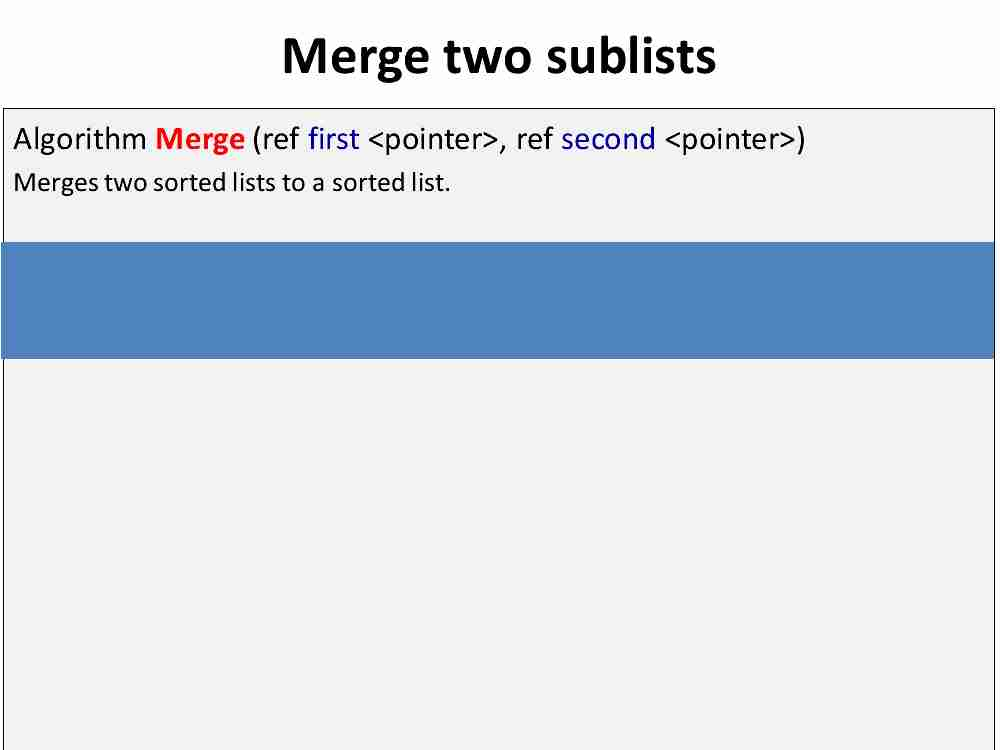 Merge two sublists
Algorithm Merge (ref first <pointer>, ref second <pointer>)
Merges two sorted lists to a sorted list.